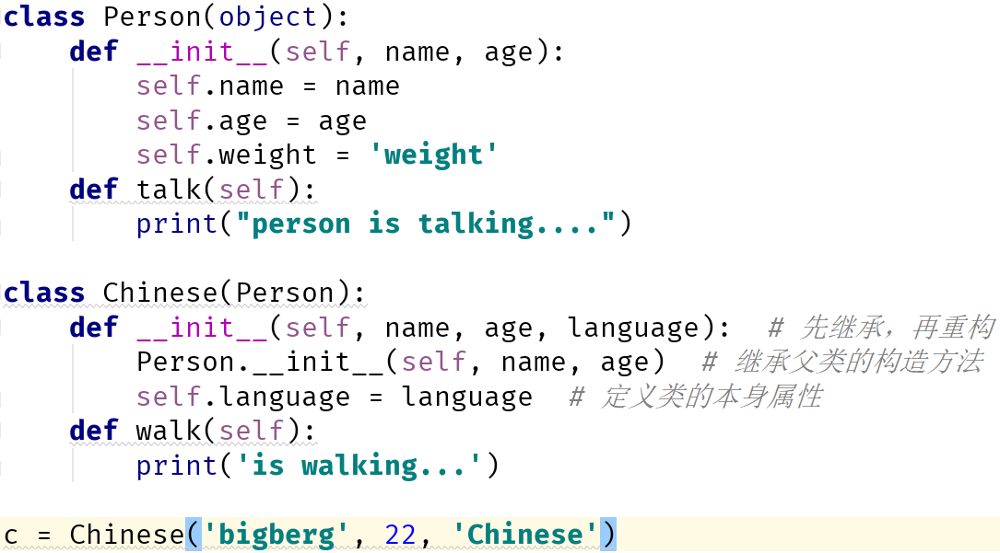 class Person(object):
    def __init__(self, name, age):
        self.name = name
        self.age = age
        self.weight = 'weight'
    def talk(self):
        print("person is talking....")

class Chinese(Person):
    def __init__(self, name, age, language):  # 先继承，再重构
        Person.__init__(self, name, age)  # 继承父类的构造方法
        self.language = language  # 定义类的本身属性
    def walk(self):
        print('is walking...')

c = Chinese('bigberg', 22, 'Chinese')